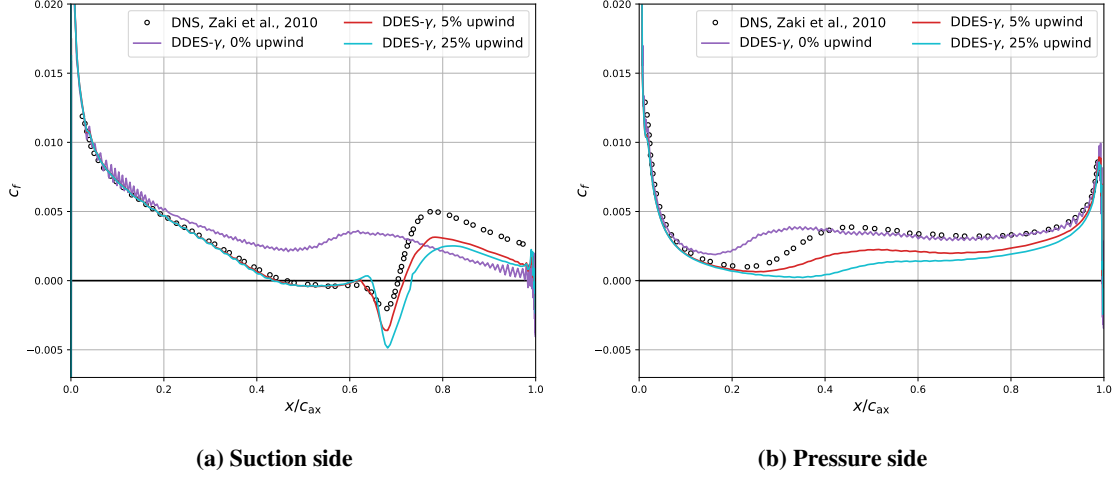 DNS, Zaki et al., 2010
DDES-γ, 0% upwind
DDES-γ, 5% upwind
DDES-γ, 25% upwind
0.020
0.015
0.010
0.005
0.000
−0.005
c_f
0.0 0.2 0.4 0.6 0.8 1.0
x/c_ax
(a) Suction side
DNS, Zaki et al., 2010
DDES-γ, 0% upwind
DDES-γ, 5% upwind
DDES-γ, 25% upwind
0.020
0.015
0.010
0.005
0.000
−0.005
c_f
0.0 0.2 0.4 0.6 0.8 1.0
x/c_ax
(b) Pressure side